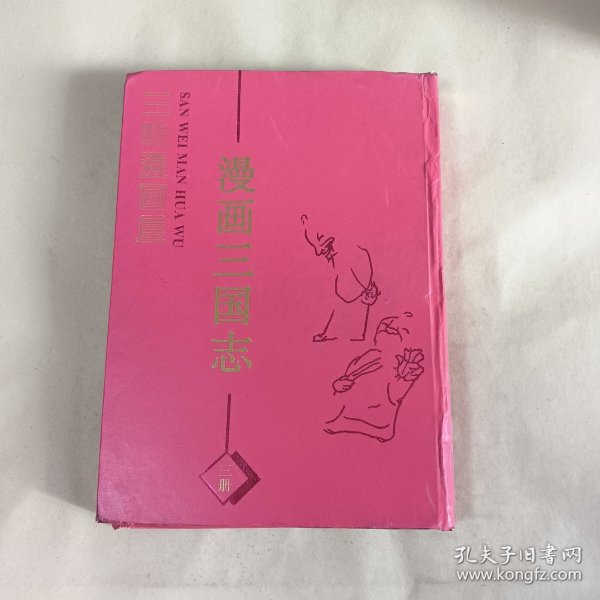 三味漫画屋
SAN WEI MAN HUA WU
漫画三国志
三册
孔夫子旧书网
www.kongfz.com